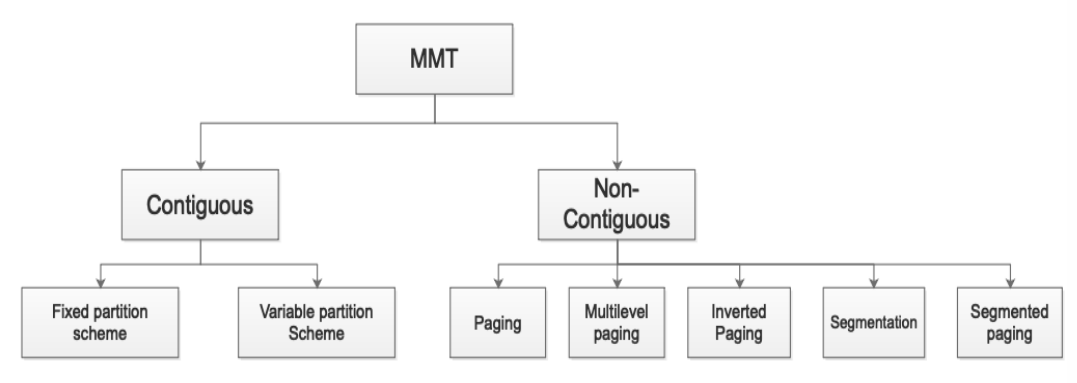 MMT
Contiguous
Non-
Contiguous
Fixed partition
scheme
Variable partition
Scheme
Paging
Multilevel
paging
Inverted
Paging
Segmentation
Segmented
paging